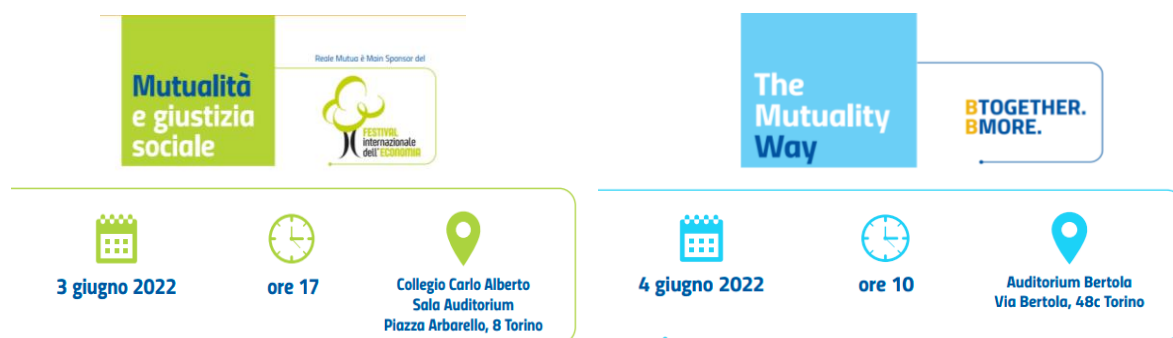 Mutualità
e giustizia
sociale
Reale Mutua è Main Sponsor del
FESTIVAL
internazionale
dell'ECONOMIA
3 giugno 2022
ore 17
Collegio Carlo Alberto
Sala Auditorium
Piazza Arbarello, 8 Torino
The
Mutuality
Way
BTOGETHER.
BMORE.
4 giugno 2022
ore 10
Auditorium Bertola
Via Bertola, 48c Torino